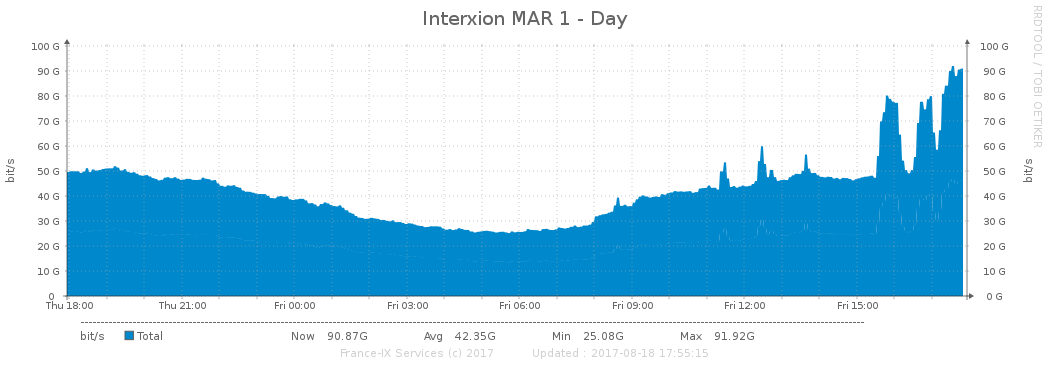 Interxion MAR 1 - Day
RRDTOOL / TOBI OETIKER
bit/s
bit/s
100 G 100 G
90 G 90 G
80 G 80 G
70 G 70 G
60 G 60 G
50 G 50 G
40 G 40 G
30 G 30 G
20 G 20 G
10 G 10 G
0 0 G
Thu 18:00 Thu 21:00 Fri 00:00 Fri 03:00 Fri 06:00 Fri 09:00 Fri 12:00 Fri 15:00
bit/s Total Now 90.87G Avg 42.35G Min 25.08G Max 91.92G
France-IX Services (c) 2017 Updated : 2017-08-18 17:55:15